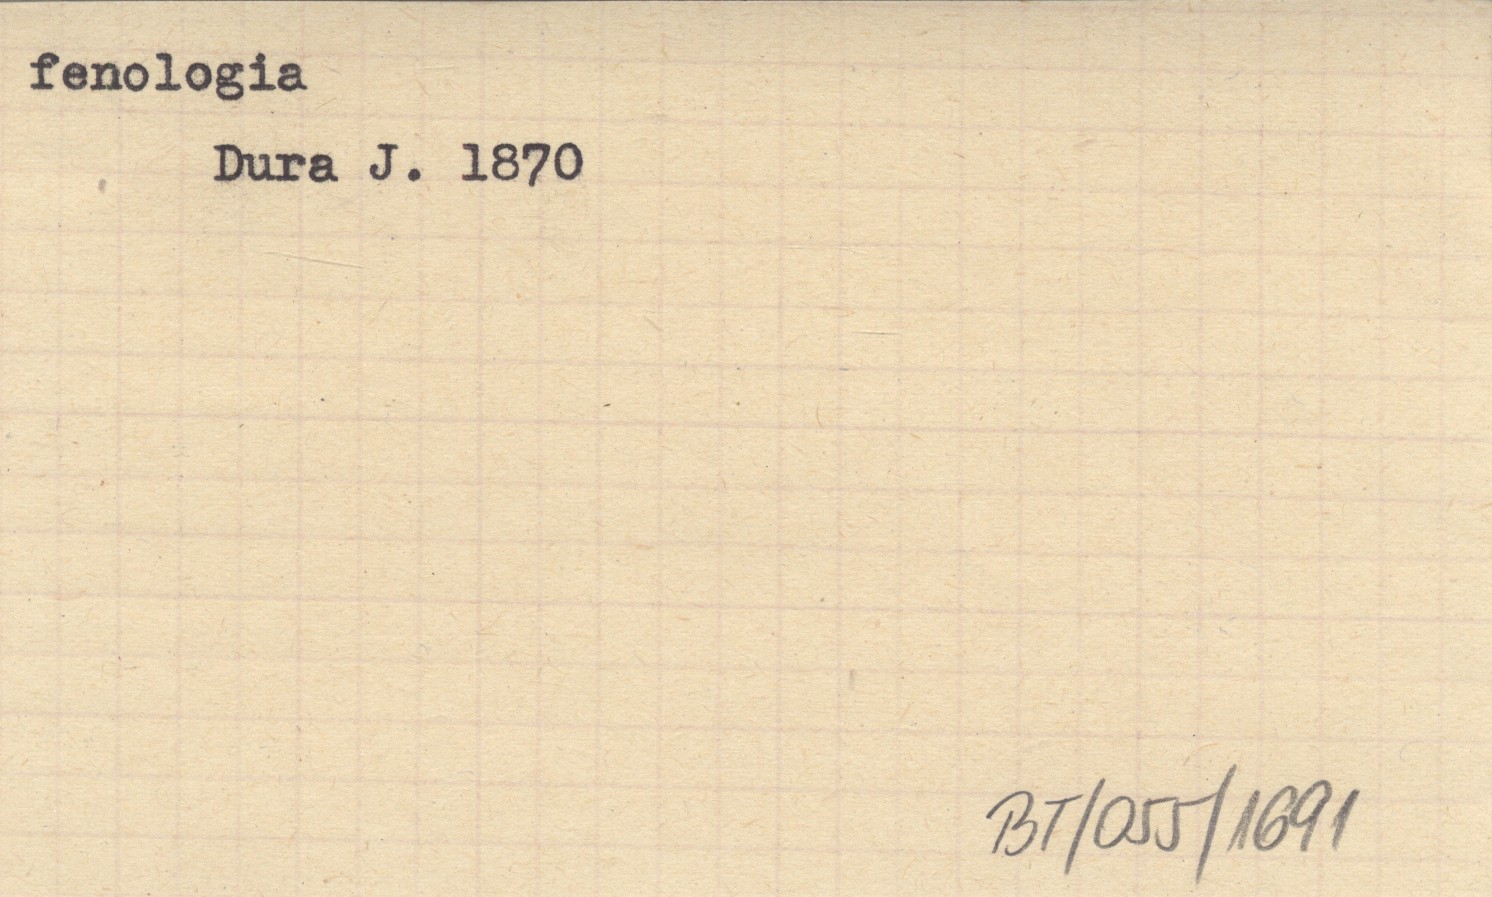 fenologia
Dura J. 1870
BT/055/1691